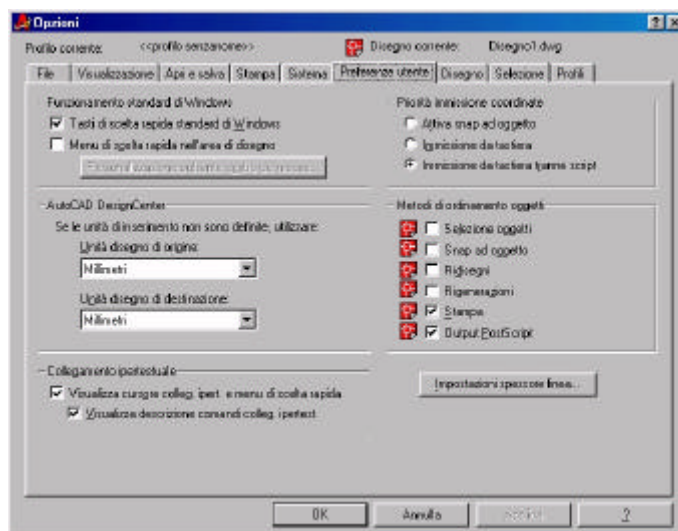 Opzioni
Profilo corrente: <<profilo senzanome>> Disegno corrente: Disegno1.dwg
File Visualizzazione Apri e salva Stampa Sistema Preferenze utente Disegno Selezione Profili
Funzionamento standard di Windows
Tasti di scelta rapida standard di Windows
Menu di scelta rapida nell'area di disegno
AutoCAD DesignCenter
Se le unità di inserimento non sono definite, utilizzare:
Unità disegno di origine:
Millimetri
Unità disegno di destinazione:
Millimetri
Collegamento ipertestuale
Visualizza cursore colleg. ipert. e menu di scelta rapida
Visualizza descrizione comandi colleg. ipertest.
Priorità immissione coordinate
Attiva snap ad oggetto
Immissione da tastiera
Immissione da tastiera tranne script
Metodi di ordinamento oggetti
Selezione oggetti
Snap ad oggetto
Ridisegni
Rigenerazioni
Stampa
Output PostScript
Impostazioni spessore linea...
OK Annulla ?